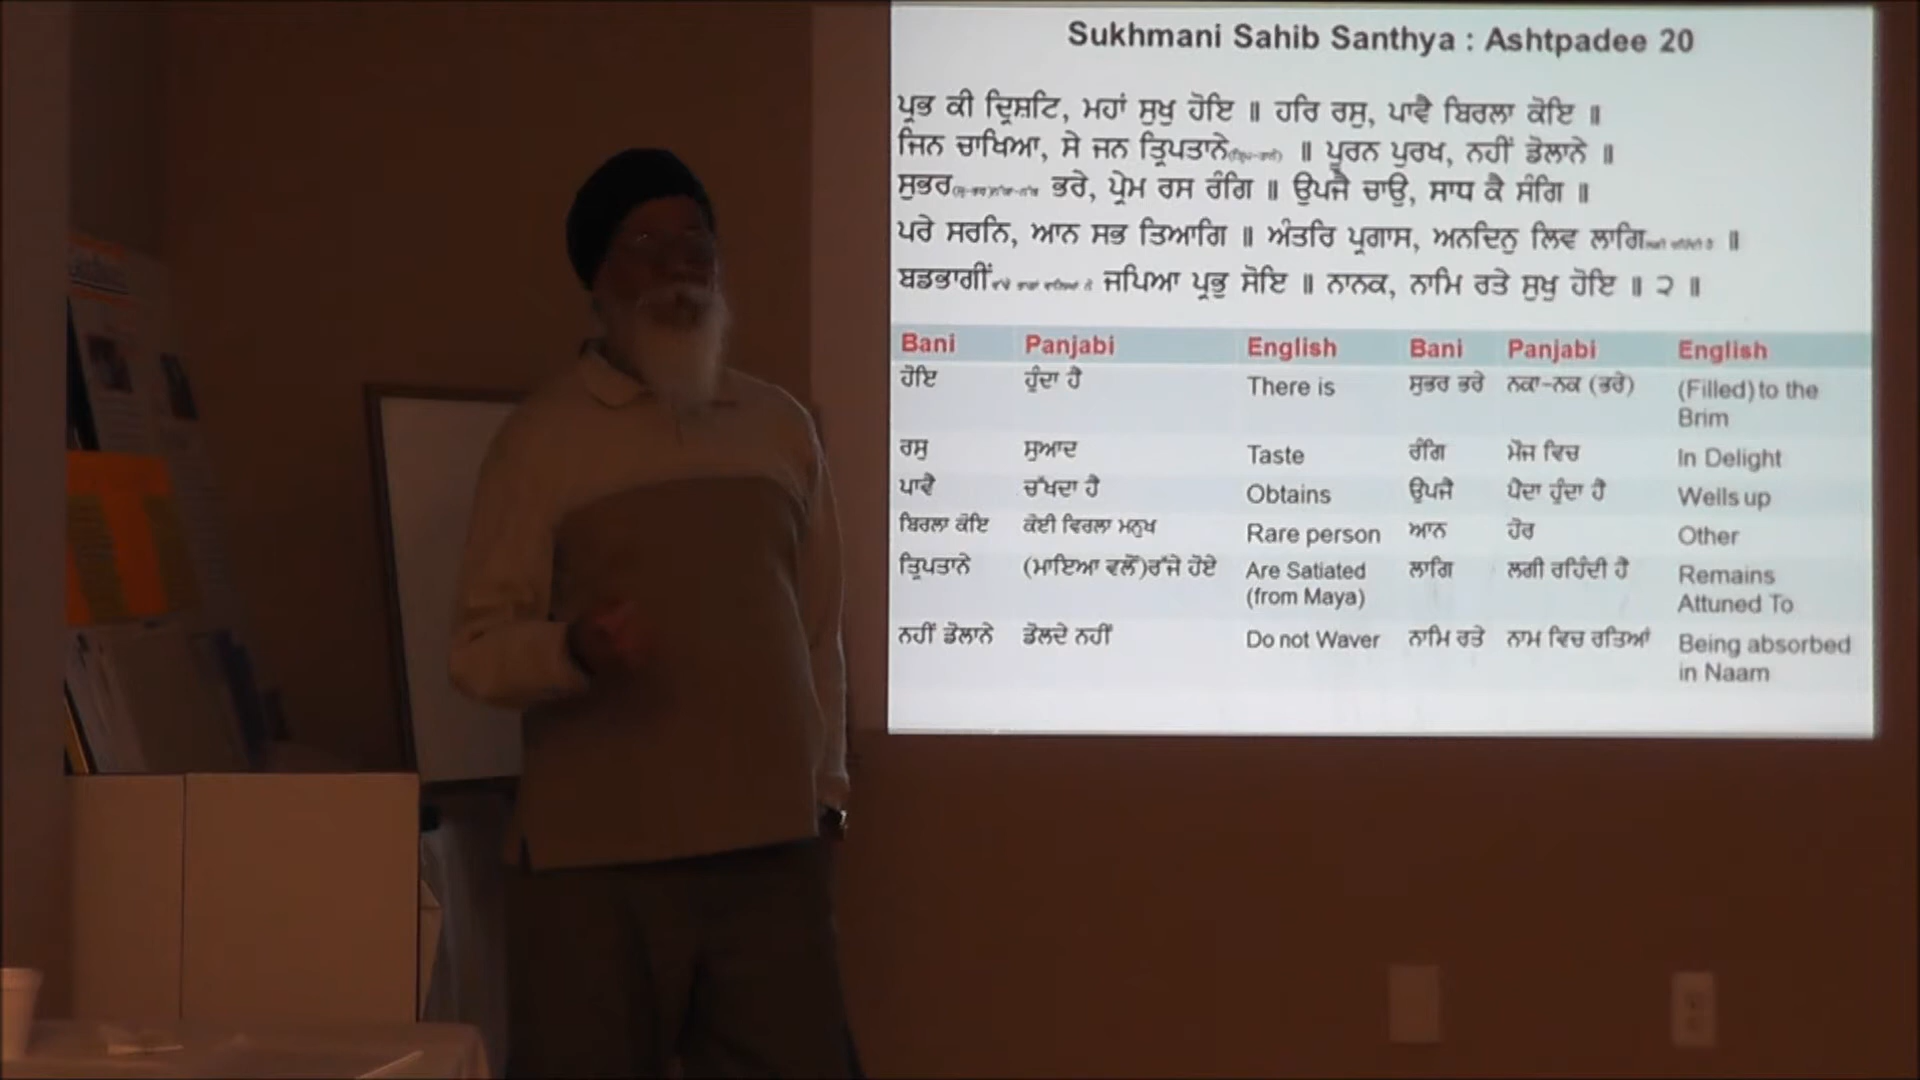 Sukhmani Sahib Santhya : Ashtpadee 20
ਪ੍ਰਭ ਕੀ ਦ੍ਰਿਸ਼ਟਿ, ਮਹਾਂ ਸੁਖੁ ਹੋਇ ॥ ਹਰਿ ਰਸੁ, ਪਾਵੈ ਬਿਰਲਾ ਕੋਇ ॥
ਜਿਨ ਚਾਖਿਆ, ਸੇ ਜਨ ਤ੍ਰਿਪਤਾਨੇ ॥ ਪੂਰਨ ਪੁਰਖ, ਨਹੀਂ ਡੋਲਾਨੇ ॥
ਸੁਭਰ ਭਰੇ, ਪ੍ਰੇਮ ਰਸ ਰੰਗਿ ॥ ਉਪਜੈ ਚਾਉ, ਸਾਧ ਕੈ ਸੰਗਿ ॥
ਪਰੇ ਸਰਨਿ, ਆਨ ਸਭ ਤਿਆਗਿ ॥ ਅੰਤਰਿ ਪ੍ਰਗਾਸ, ਅਨਦਿਨੁ ਲਿਵ ਲਾਗਿ ॥
ਬਡਭਾਗੀਂ ਜਪਿਆ ਪ੍ਰਭੁ ਸੋਇ ॥ ਨਾਨਕ, ਨਾਮਿ ਰਤੇ ਸੁਖੁ ਹੋਇ ॥ ੨ ॥
Bani Panjabi English Bani Panjabi English
ਹੋਇ ਹੁੰਦਾ ਹੈ There is ਸੁਭਰ ਭਰੇ ਨਕਾ-ਨਕ (ਭਰੇ) (Filled) to the
Brim
ਰਸੁ ਸੁਆਦ Taste ਰੰਗਿ ਮੌਜ ਵਿਚ In Delight
ਪਾਵੈ ਚੱਖਦਾ ਹੈ Obtains ਉਪਜੈ ਪੈਦਾ ਹੁੰਦਾ ਹੈ Wells up
ਬਿਰਲਾ ਕੋਇ ਕੋਈ ਵਿਰਲਾ ਮਨੁਖ Rare person ਆਨ ਹੋਰ Other
ਤ੍ਰਿਪਤਾਨੇ (ਮਾਇਆ ਵਲੋਂ)ਰੱਜੇ ਹੋਏ Are Satiated ਲਾਗਿ ਲਗੀ ਰਹਿੰਦੀ ਹੈ Remains
(from Maya) Attuned To
ਨਹੀਂ ਡੋਲਾਨੇ ਡੋਲਦੇ ਨਹੀਂ Do not Waver ਨਾਮਿ ਰਤੇ ਨਾਮ ਵਿਚ ਰਤਿਆਂ Being absorbed
in Naam